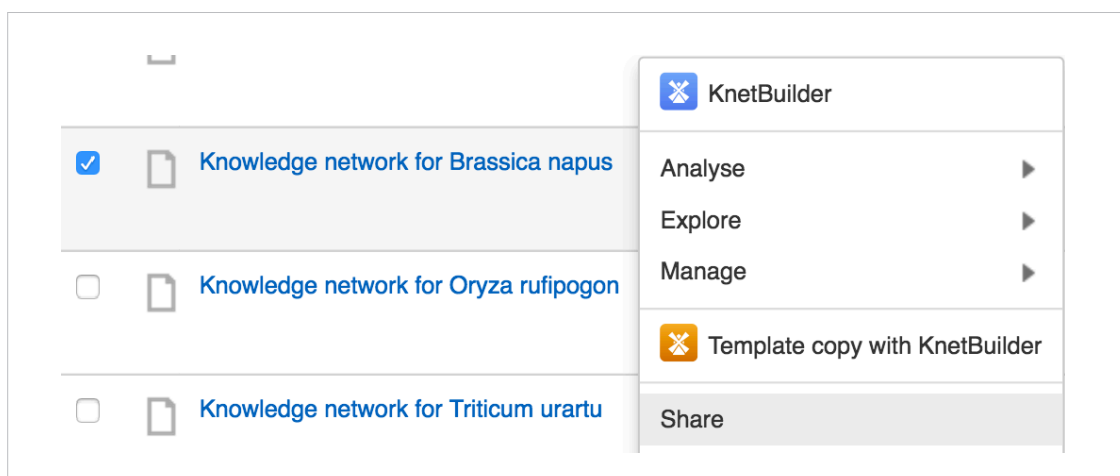 KnetBuilder
Knowledge network for Brassica napus
Analyse
Explore
Manage
Knowledge network for Oryza rufipogon
Template copy with KnetBuilder
Knowledge network for Triticum urartu
Share